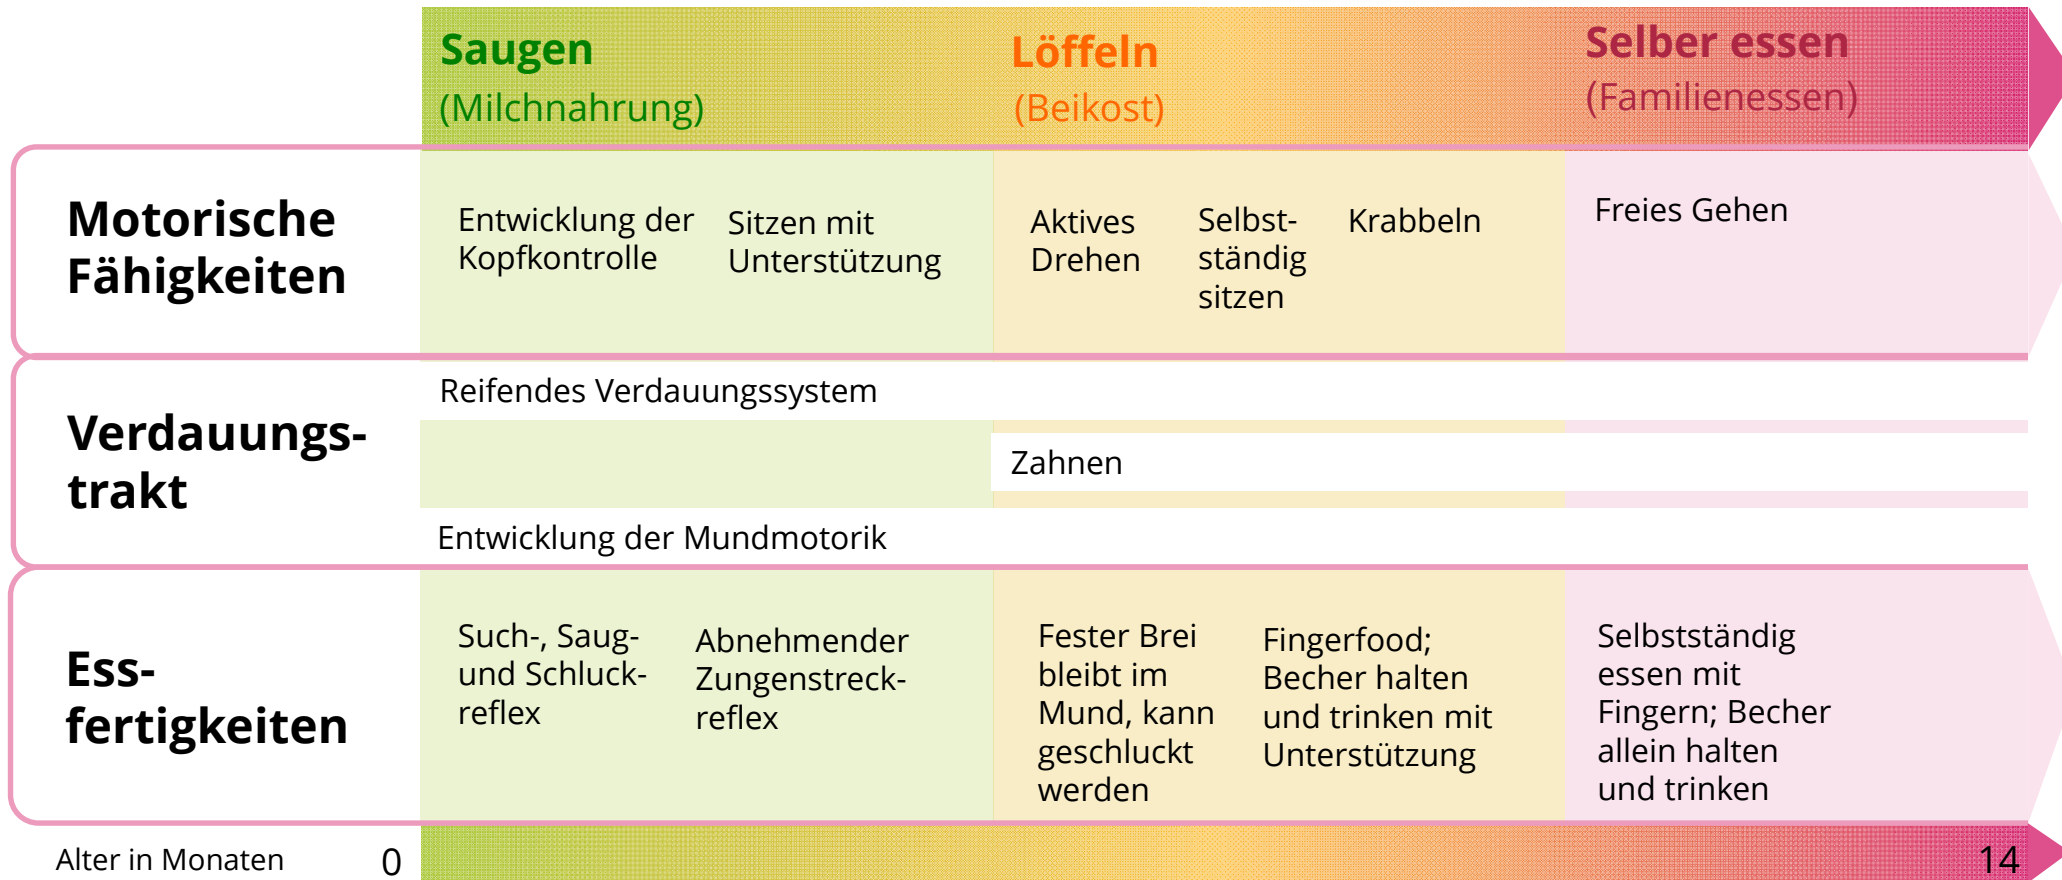 Saugen
(Milchnahrung)
Löffeln
(Beikost)
Selber essen
(Familienessen)
Motorische
Fähigkeiten
Entwicklung der
Kopfkontrolle
Sitzen mit
Unterstützung
Aktives
Drehen
Selbst-
ständig
sitzen
Krabbeln
Freies Gehen
Verdauungs-
trakt
Reifendes Verdauungssystem
Zahnen
Entwicklung der Mundmotorik
Ess-
fertigkeiten
Such-, Saug-
und Schluck-
reflex
Abnehmender
Zungenstreck-
reflex
Fester Brei
bleibt im
Mund, kann
geschluckt
werden
Fingerfood;
Becher halten
und trinken mit
Unterstützung
Selbstständig
essen mit
Fingern; Becher
allein halten
und trinken
Alter in Monaten
0
14